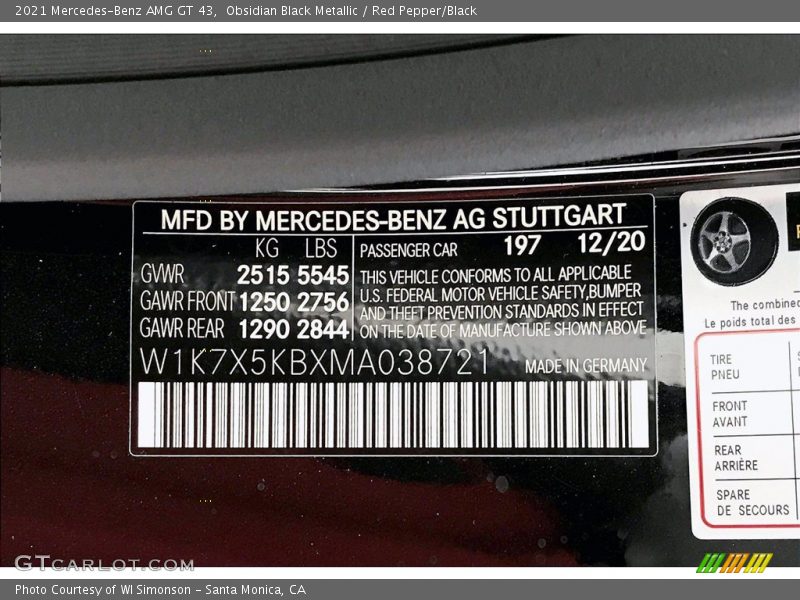 2021 Mercedes-Benz AMG GT 43,  Obsidian Black Metallic / Red Pepper/Black
MFD BY MERCEDES-BENZ AG STUTTGART
KG LBS
GVWR 2515 5545
GAWR FRONT 1250 2756
GAWR REAR 1290 2844
PASSENGER CAR 197 12/20
THIS VEHICLE CONFORMS TO ALL APPLICABLE
U.S. FEDERAL MOTOR VEHICLE SAFETY,BUMPER
AND THEFT PREVENTION STANDARDS IN EFFECT
ON THE DATE OF MANUFACTURE SHOWN ABOVE
W1K7X5KBXMA038721 MADE IN GERMANY
The combined
Le poids total des
TIRE
PNEU
FRONT
AVANT
REAR
ARRIÈRE
SPARE
DE SECOURS
GTCARLOT.COM
Photo Courtesy of WI Simonson - Santa Monica, CA